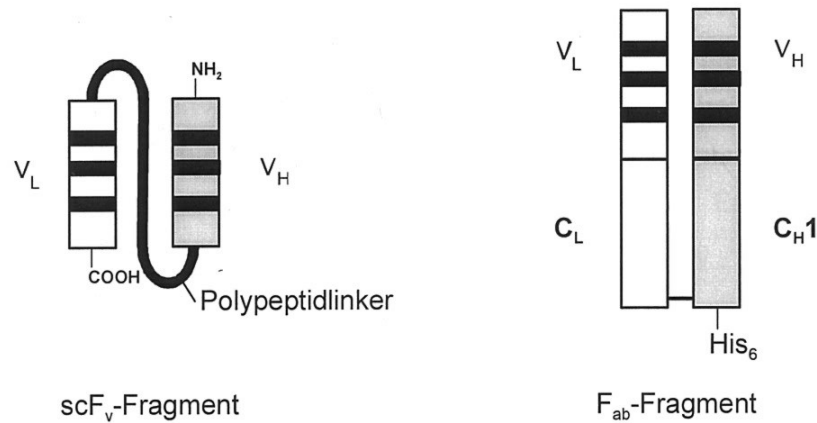 NH₂
V_L
V_H
COOH
Polypeptidlinker
scF_v-Fragment
V_L
V_H
C_L
C_H1
His₆
F_ab-Fragment